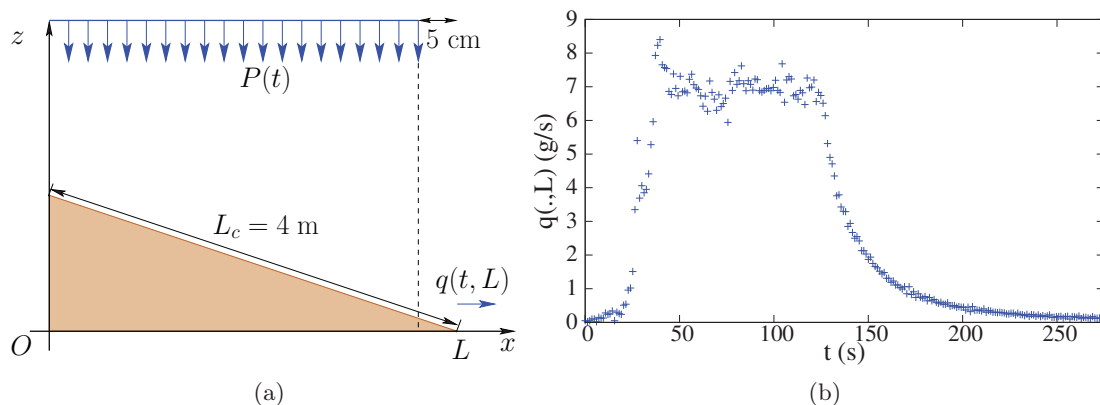 z
5 cm
P(t)
L_c = 4 m
q(t, L)
O
L
x
(a)
9
8
7
6
5
4
3
2
1
0
q(.,L) (g/s)
0 50 100 150 200 250
t (s)
(b)